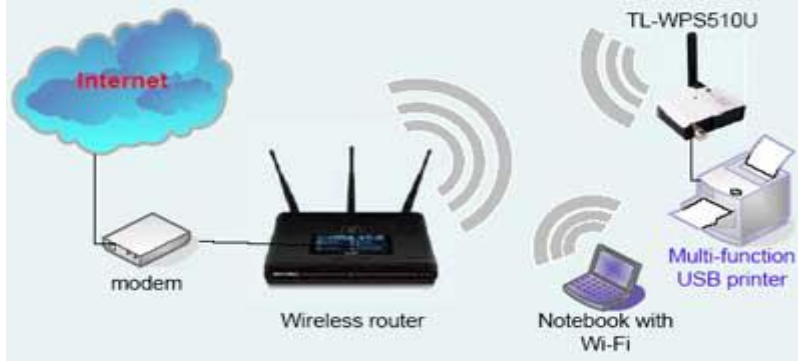 TL-WPS510U
Internet
modem
Wireless router
Notebook with
Wi-Fi
Multi-function
USB printer